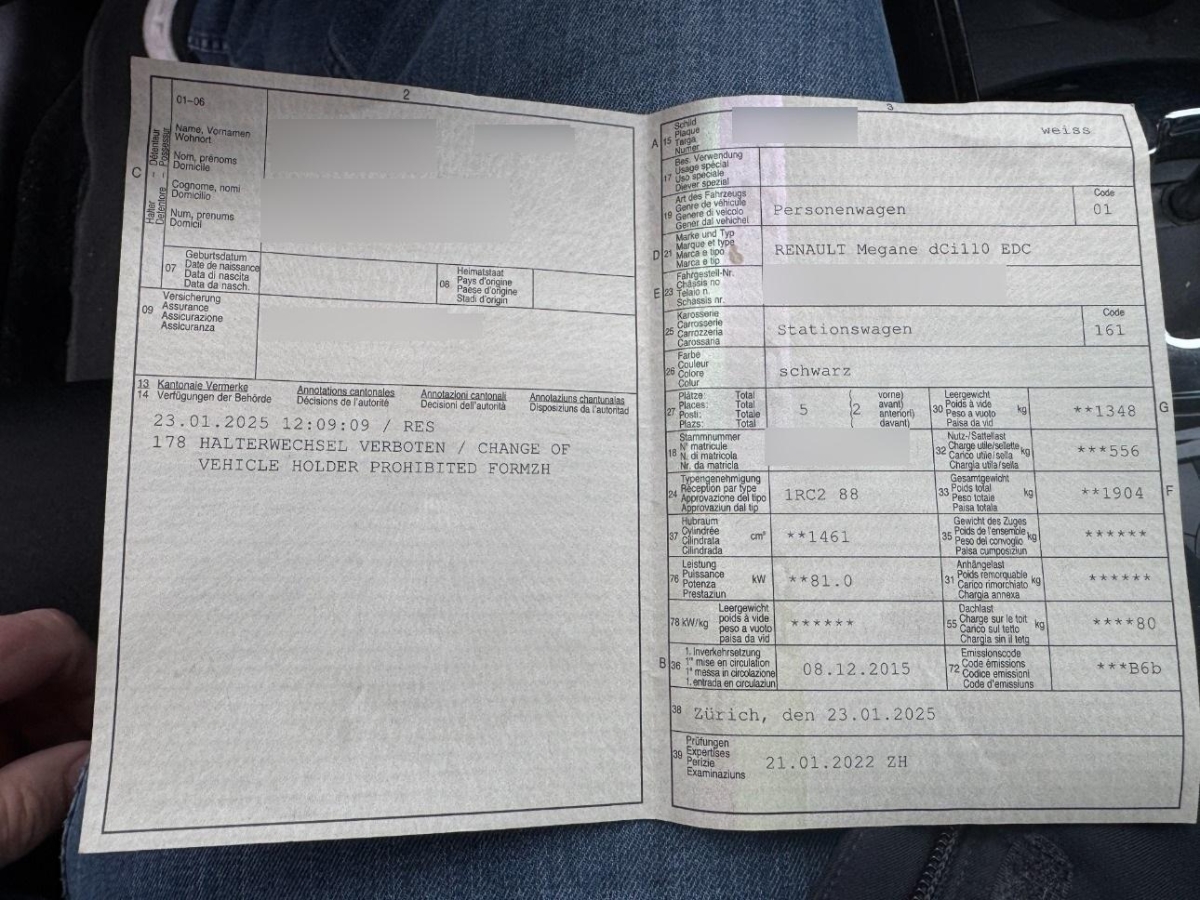 2
01-06
C
Halter – Détenteur
Detentore – Possessur
Name, Vornamen
Wohnort
Nom, prénoms
Domicile
Cognome, nomi
Domicilio
Num, prenums
Domicil
07
Geburtsdatum
Date de naissance
Data di nascita
Data da nasch.
08
Heimatstaat
Pays d'origine
Paese d'origine
Stadi d'origin
09
Versicherung
Assurance
Assicurazione
Assicuranza
13 Kantonale Vermerke Annotations cantonales Annotazioni cantonali Annotaziuns chantunalas
14 Verfügungen der Behörde Décisions de l'autorité Decisioni dell'autorità Disposiziuns da l'autoritad
23.01.2025 12:09:09 / RES
178 HALTERWECHSEL VERBOTEN / CHANGE OF
VEHICLE HOLDER PROHIBITED FORMZH
3
A 15
Schild
Plaque
Targa
Numer
weiss
17
Bes. Verwendung
Usage spécial
Uso speciale
Diever spezial
19
Art des Fahrzeugs
Genre de véhicule
Genere di veicolo
Gener dal vehichel
Personenwagen
Code
01
D 21
Marke und Typ
Marque et type
Marca e tipo
Marca e tip
RENAULT Megane dCi110 EDC
E 23
Fahrgestell-Nr.
Châssis no
Telaio n.
Schassis nr.
25
Karosserie
Carrosserie
Carrozzeria
Carossaria
Stationswagen
Code
161
26
Farbe
Couleur
Colore
Colur
schwarz
27
Plätze: Total
Places: Total
Posti: Totale
Plazs: Total
5
(2
vorne)
avant)
anteriori)
davant)
30
Leergewicht
Poids à vide
Peso a vuoto
Paisa da vid
kg
**1348
G
18
Stammnummer
N° matricule
N. di matricola
Nr. da matricla
32
Nutz-/Sattellast
Charge utile/sellette
Carico utile/sella
Chargia utila/sella
kg
***556
24
Typengenehmigung
Réception par type
Approvazione del tipo
Approvaziun dal tip
1RC2 88
33
Gesamtgewicht
Poids total
Peso totale
Paisa totala
kg
**1904
F
37
Hubraum
Cylindrée
Cilindrata
Cilindrada
cm³
**1461
35
Gewicht des Zuges
Poids de l'ensemble
Peso del convoglio
Paisa cumposiziun
kg
******
76
Leistung
Puissance
Potenza
Prestaziun
kW
**81.0
31
Anhängelast
Poids remorquable
Carico rimorchiato
Chargia annexa
kg
******
78 kW/kg
Leergewicht
poids à vide
peso a vuoto
paisa da vid
******
55
Dachlast
Charge sur le toit
Carico sul tetto
Chargia sin il tetg
kg
****80
B 36
1. Inverkehrsetzung
1re mise en circulation
1a messa in circolazione
1. entrada en circulaziun
08.12.2015
72
Emissionscode
Code émissions
Codice emissioni
Code d'emissiuns
***B6b
38
Zürich, den 23.01.2025
39
Prüfungen
Expertises
Perizie
Examinaziuns
21.01.2022 ZH